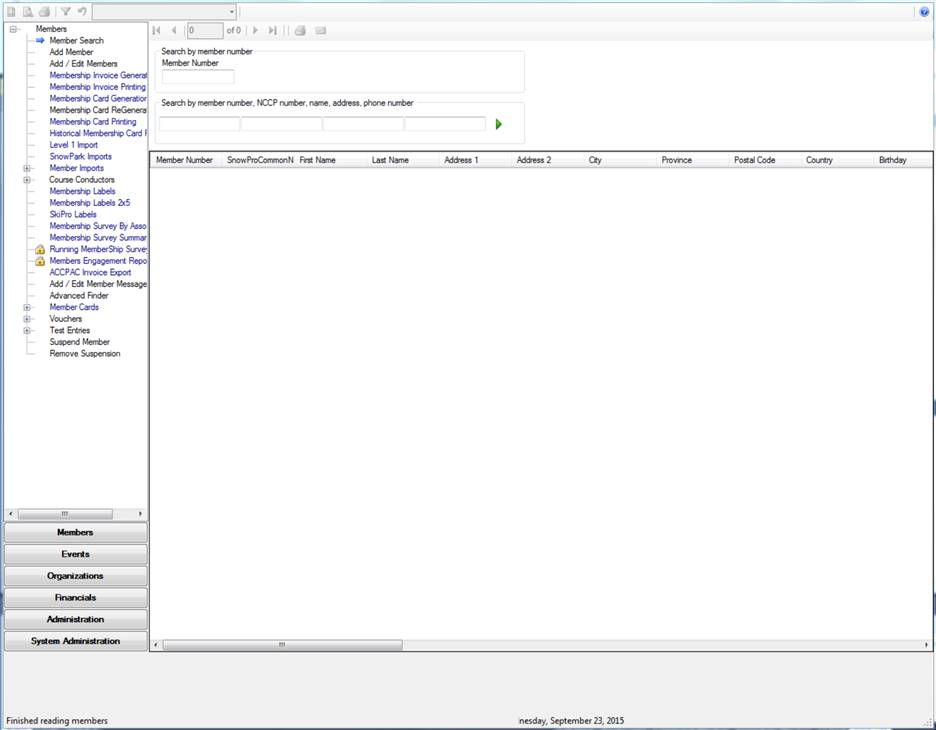 0 of 0
Members
Member Search
Add Member
Add / Edit Members
Membership Invoice Generat
Membership Invoice Printing
Membership Card Generation
Membership Card ReGenera
Membership Card Printing
Historical Membership Card F
Level 1 Import
SnowPark Imports
Member Imports
Course Conductors
Membership Labels
Membership Labels 2x5
SkiPro Labels
Membership Survey By Asso
Membership Survey Summar
Running MemberShip Surve
Members Engagement Repo
ACCPAC Invoice Export
Add / Edit Member Message
Advanced Finder
Member Cards
Vouchers
Test Entries
Suspend Member
Remove Suspension
Members
Events
Organizations
Financials
Administration
System Administration
Search by member number
Member Number
Search by member number, NCCP number, name, address, phone number
Member Number SnowProCommonN First Name Last Name Address 1 Address 2 City Province Postal Code Country Birthday
Finished reading members
nesday, September 23, 2015